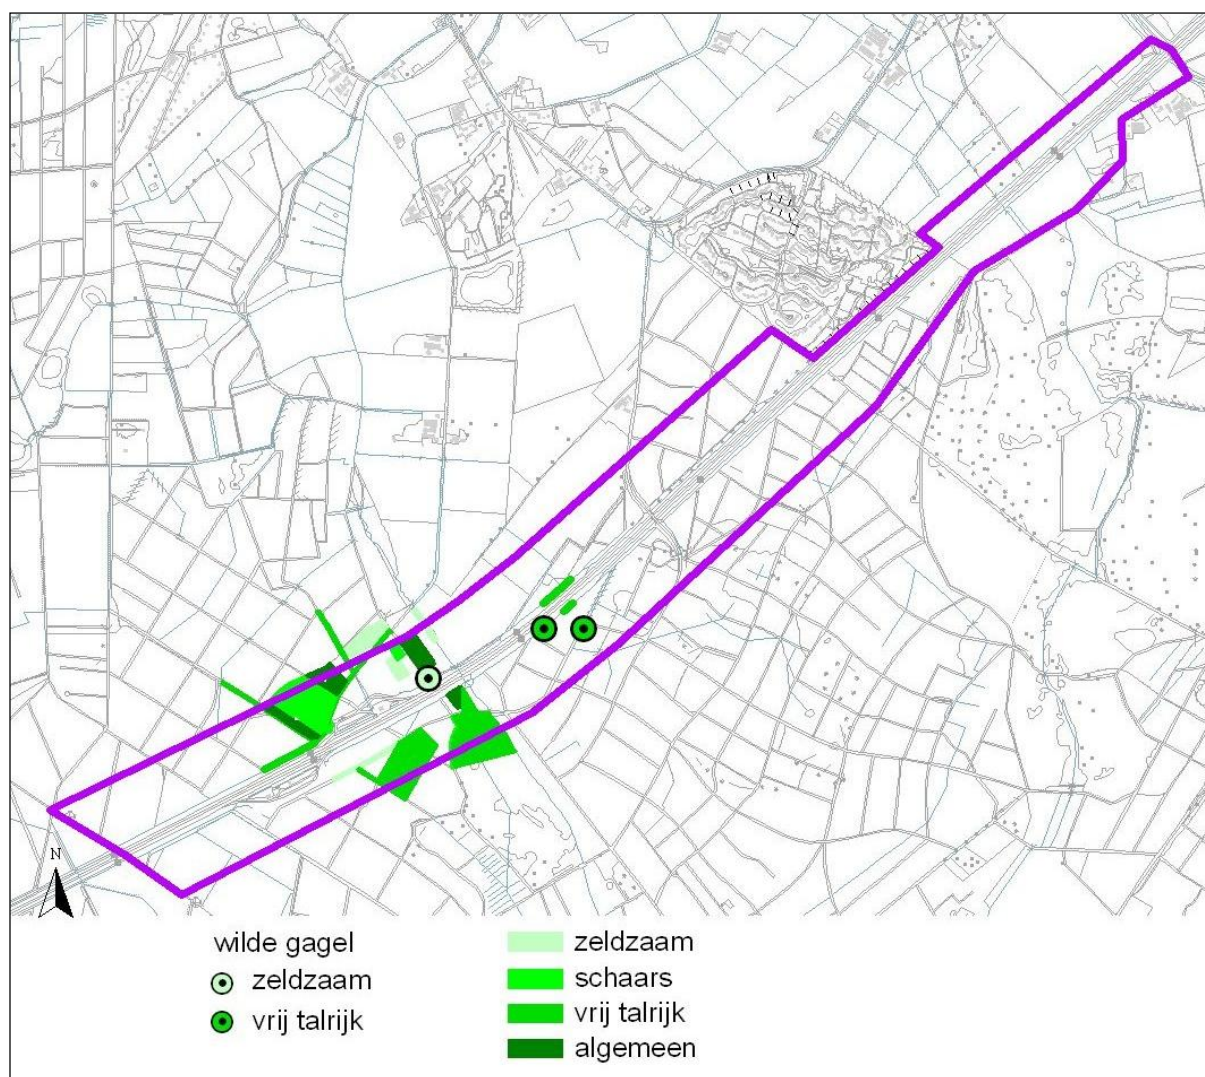 N
wilde gagel
zeldzaam
vrij talrijk
zeldzaam
schaars
vrij talrijk
algemeen